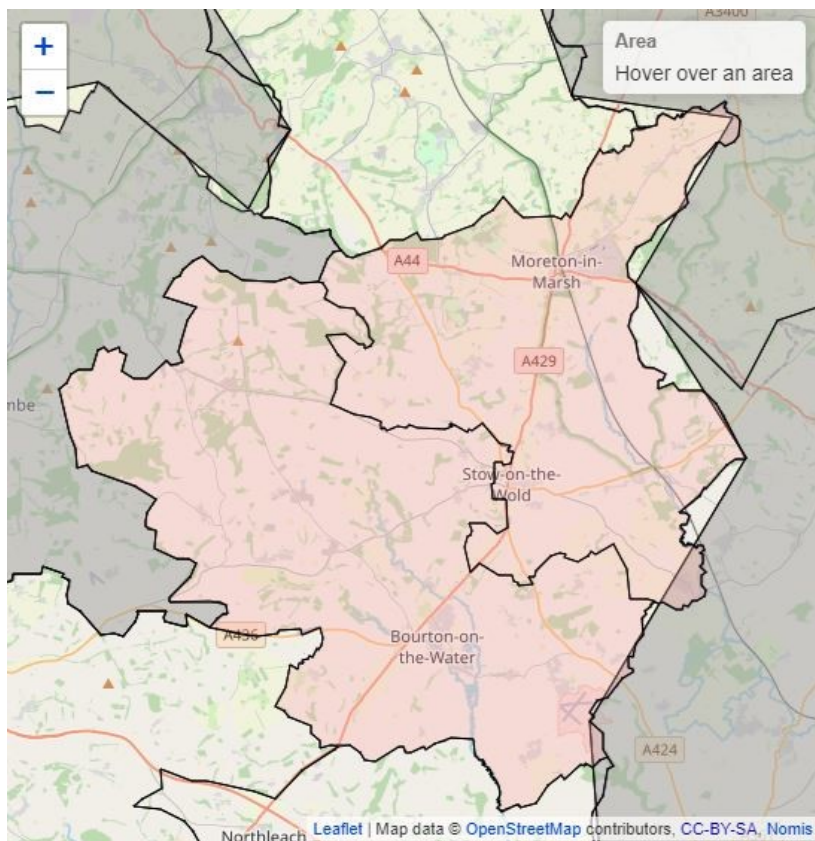 +
−
A3400
Area
Hover over an area
A44
Moreton-in-
Marsh
A429
mbe
Stow-on-the-
Wold
A436
Bourton-on-
the-Water
A424
Northleach
Leaflet | Map data © OpenStreetMap contributors, CC-BY-SA, Nomis